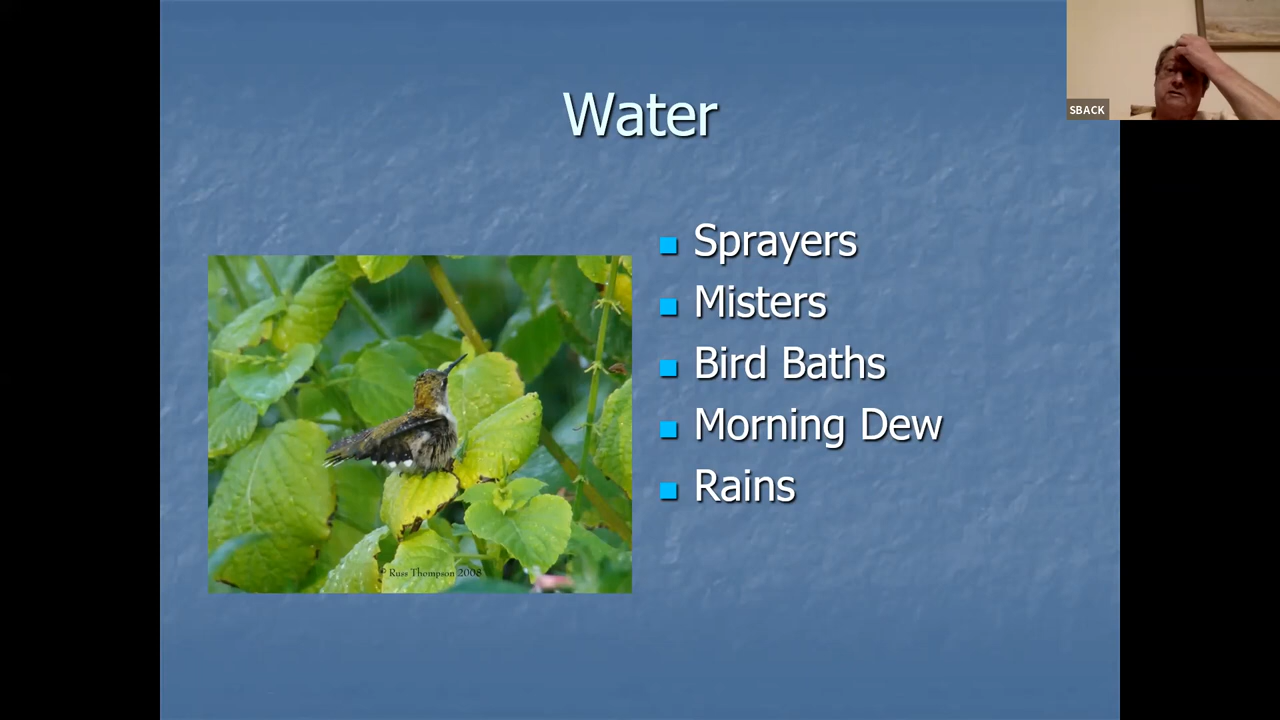 SBACK
Water
Sprayers
Misters
Bird Baths
Morning Dew
Rains
© Russ Thompson 2008